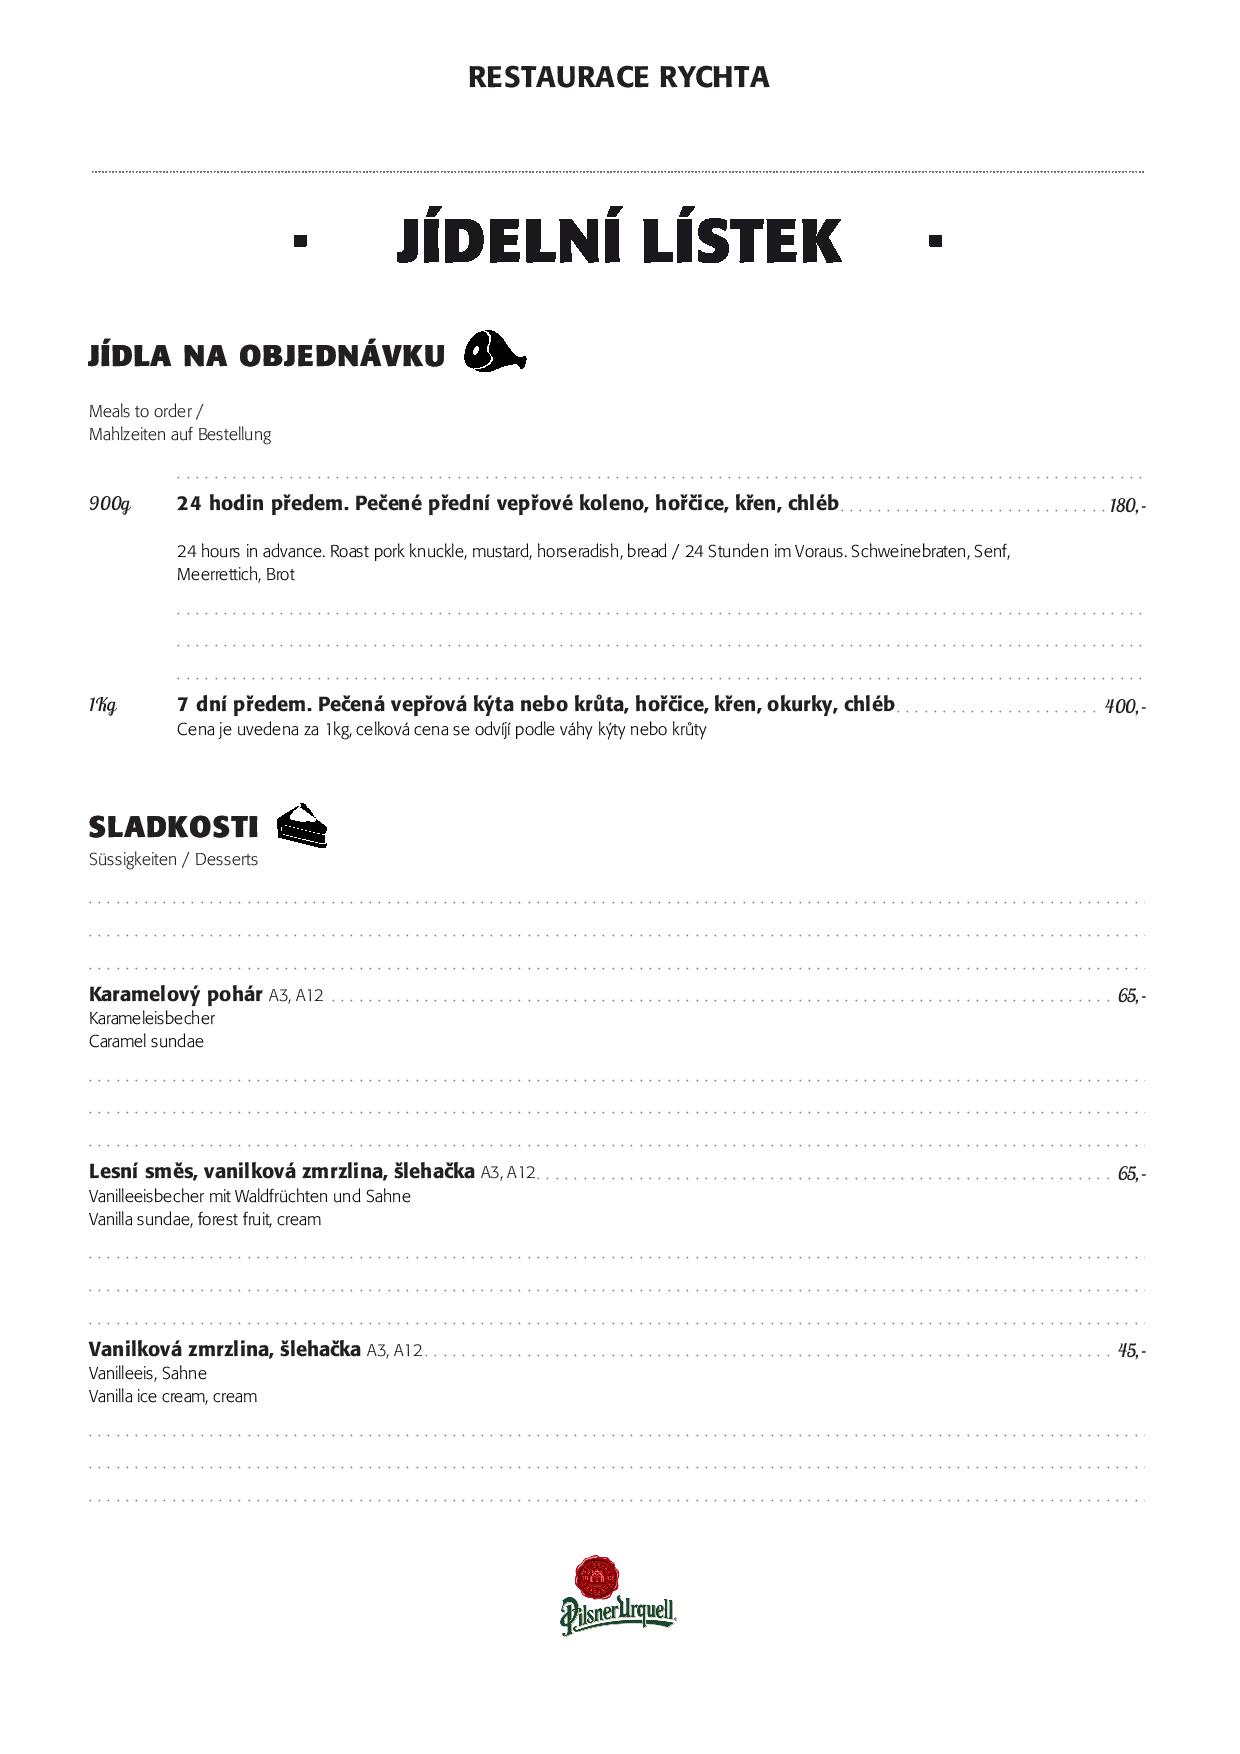 RESTAURACE RYCHTA
JÍDELNÍ LÍSTEK
JÍDLA NA OBJEDNÁVKU
Meals to order /
Mahlzeiten auf Bestellung
900g 24 hodin předem. Pečené přední vepřové koleno, hořčice, křen, chléb 180,-
24 hours in advance. Roast pork knuckle, mustard, horseradish, bread / 24 Stunden im Voraus. Schweinebraten, Senf,
Meerrettich, Brot
1Kg 7 dní předem. Pečená vepřová kýta nebo krůta, hořčice, křen, okurky, chléb 400,-
Cena je uvedena za 1kg, celková cena se odvíjí podle váhy kýty nebo krůty
SLADKOSTI
Süssigkeiten / Desserts
Karamelový pohár A3, A12 65,-
Karameleisbecher
Caramel sundae
Lesní směs, vanilková zmrzlina, šlehačka A3, A12 65,-
Vanilleeisbecher mit Waldfrüchten und Sahne
Vanilla sundae, forest fruit, cream
Vanilková zmrzlina, šlehačka A3, A12 45,-
Vanilleeis, Sahne
Vanilla ice cream, cream
Pilsner Urquell